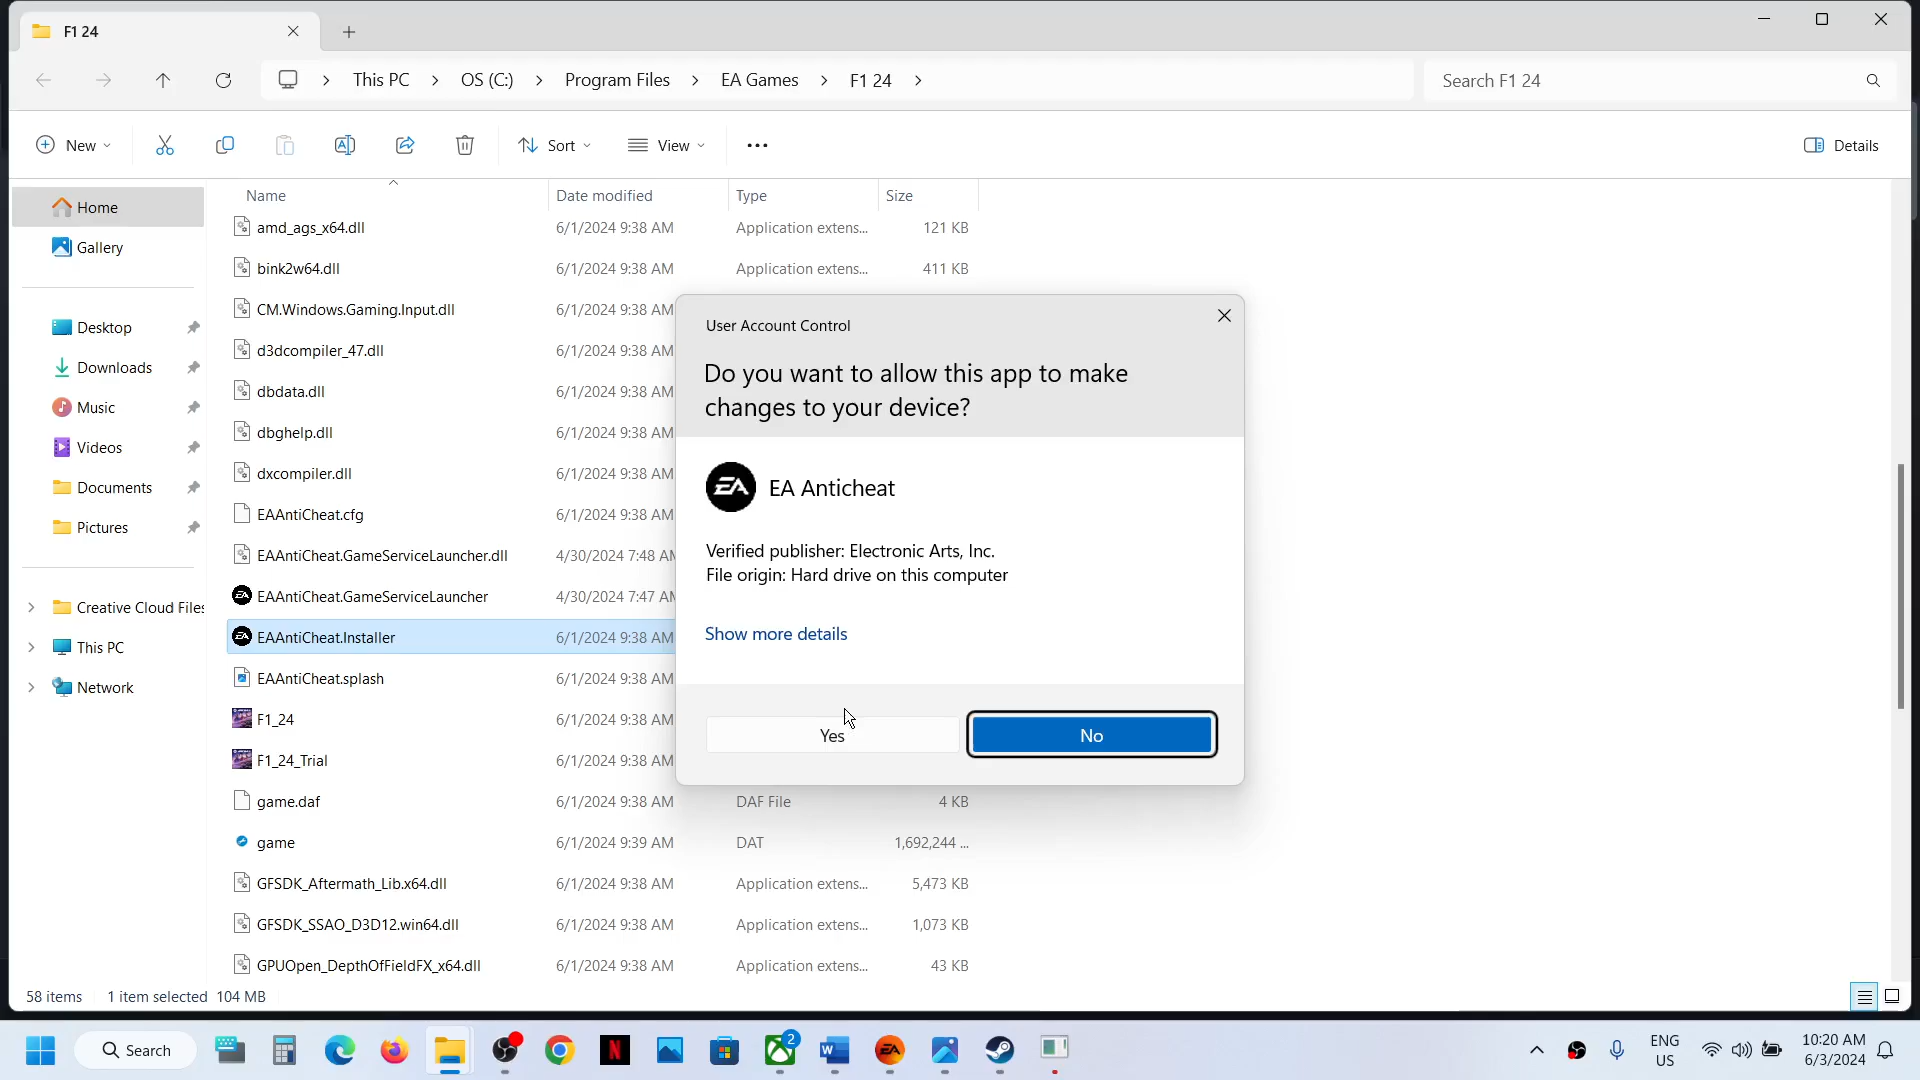 F1 24
This PC
OS (C:)
Program Files
EA Games
F1 24
Search F1 24
New
Sort
View
Details
Name
Date modified
Type
Size
Home
Gallery
Desktop
Downloads
Music
Videos
Documents
Pictures
Creative Cloud Files
This PC
Network
amd_ags_x64.dll 6/1/2024 9:38 AM Application extens... 121 KB
bink2w64.dll 6/1/2024 9:38 AM Application extens... 411 KB
CM.Windows.Gaming.Input.dll 6/1/2024 9:38 AM
d3dcompiler_47.dll 6/1/2024 9:38 AM
dbdata.dll 6/1/2024 9:38 AM
dbghelp.dll 6/1/2024 9:38 AM
dxcompiler.dll 6/1/2024 9:38 AM
EAAntiCheat.cfg 6/1/2024 9:38 AM
EAAntiCheat.GameServiceLauncher.dll 4/30/2024 7:48 AM
EAAntiCheat.GameServiceLauncher 4/30/2024 7:47 AM
EAAntiCheat.Installer 6/1/2024 9:38 AM
EAAntiCheat.splash 6/1/2024 9:38 AM
F1_24 6/1/2024 9:38 AM
F1_24_Trial 6/1/2024 9:38 AM
game.daf 6/1/2024 9:38 AM DAF File 4 KB
game 6/1/2024 9:39 AM DAT 1,692,244 ...
GFSDK_Aftermath_Lib.x64.dll 6/1/2024 9:38 AM Application extens... 5,473 KB
GFSDK_SSAO_D3D12.win64.dll 6/1/2024 9:38 AM Application extens... 1,073 KB
GPUOpen_DepthOfFieldFX_x64.dll 6/1/2024 9:38 AM Application extens... 43 KB
User Account Control
Do you want to allow this app to make
changes to your device?
EA
EA Anticheat
Verified publisher: Electronic Arts, Inc.
File origin: Hard drive on this computer
Show more details
Yes
No
58 items
1 item selected 104 MB
Search
2
ENG
US
10:20 AM
6/3/2024